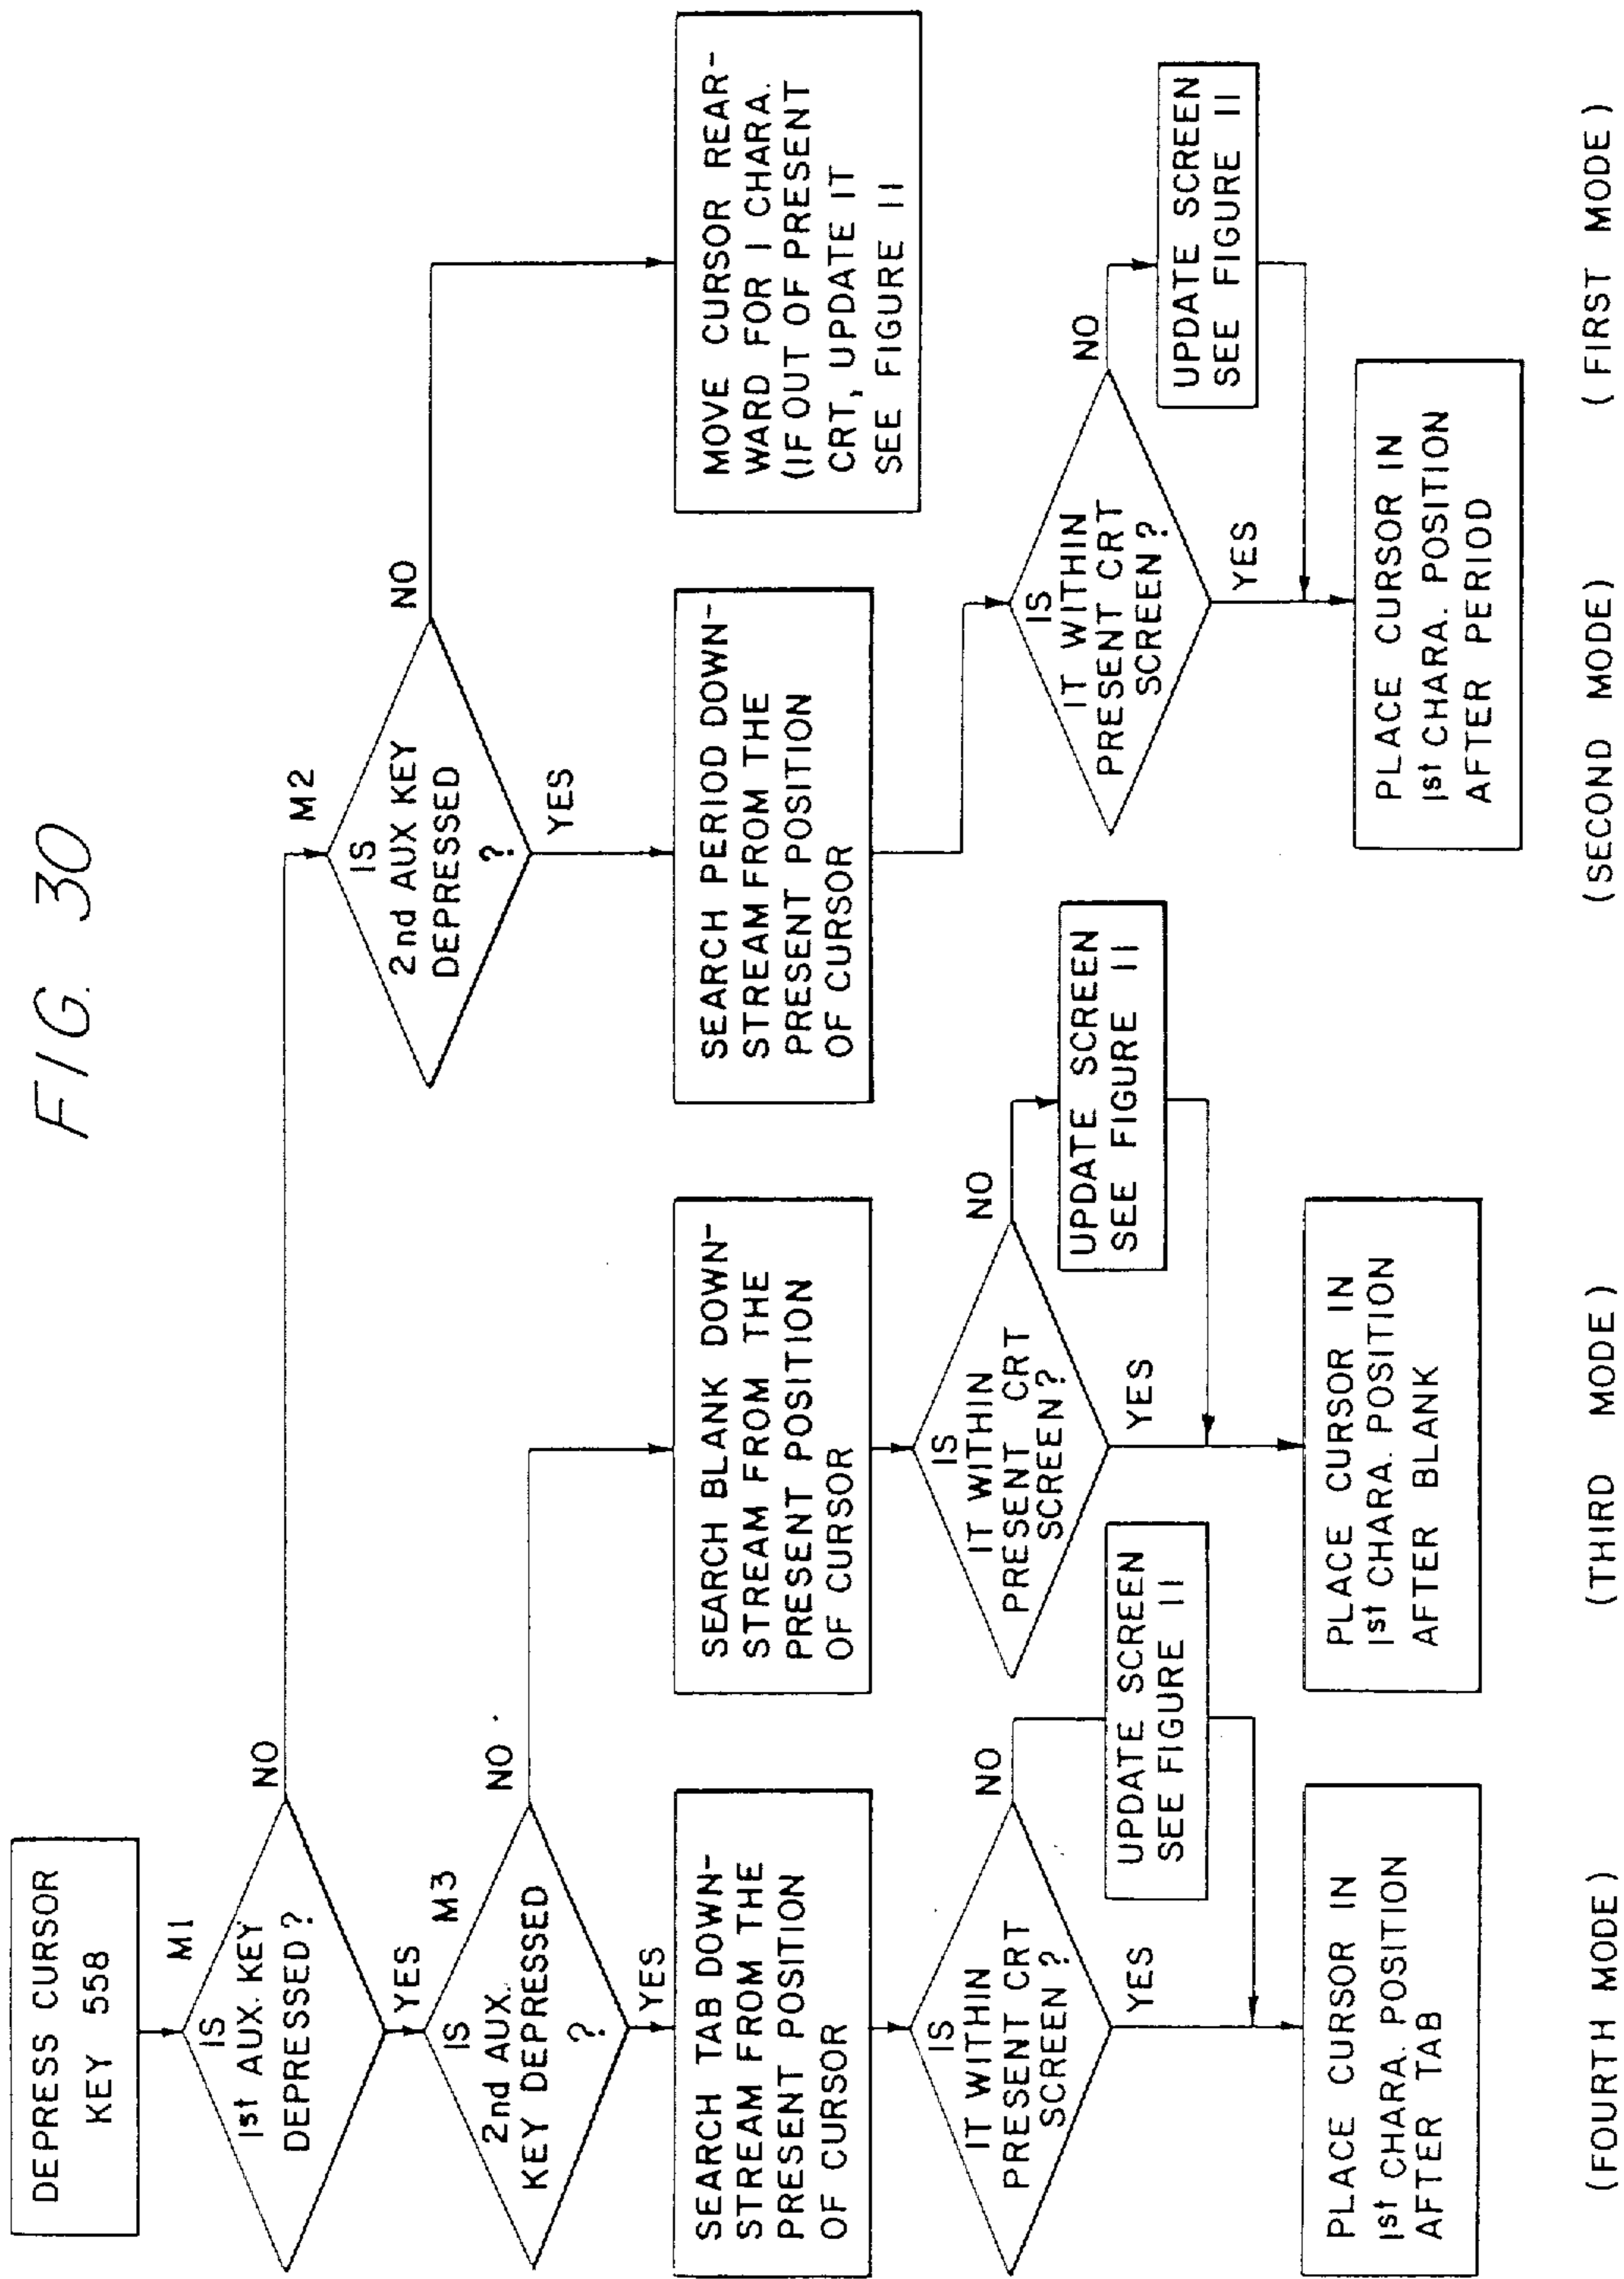 FIG. 30
DEPRESS CURSOR
KEY 558
M1
IS
1st AUX. KEY
DEPRESSED?
NO
YES
M2
IS
2nd AUX KEY
DEPRESSED
?
NO
YES
M3
IS
2nd AUX.
KEY DEPRESSED
?
NO
YES
SEARCH TAB DOWN-
STREAM FROM THE
PRESENT POSITION
OF CURSOR
SEARCH BLANK DOWN-
STREAM FROM THE
PRESENT POSITION
OF CURSOR
SEARCH PERIOD DOWN-
STREAM FROM THE
PRESENT POSITION
OF CURSOR
MOVE CURSOR REAR-
WARD FOR 1 CHARA.
(IF OUT OF PRESENT
CRT, UPDATE IT
SEE FIGURE 11
IS
IT WITHIN
PRESENT CRT
SCREEN?
NO
YES
UPDATE SCREEN
SEE FIGURE 11
IS
IT WITHIN
PRESENT CRT
SCREEN?
NO
YES
UPDATE SCREEN
SEE FIGURE 11
IS
IT WITHIN
PRESENT CRT
SCREEN?
NO
YES
UPDATE SCREEN
SEE FIGURE 11
PLACE CURSOR IN
1st CHARA. POSITION
AFTER TAB
PLACE CURSOR IN
1st CHARA. POSITION
AFTER BLANK
PLACE CURSOR IN
1st CHARA. POSITION
AFTER PERIOD
(FOURTH MODE)
(THIRD MODE)
(SECOND MODE)
(FIRST MODE)